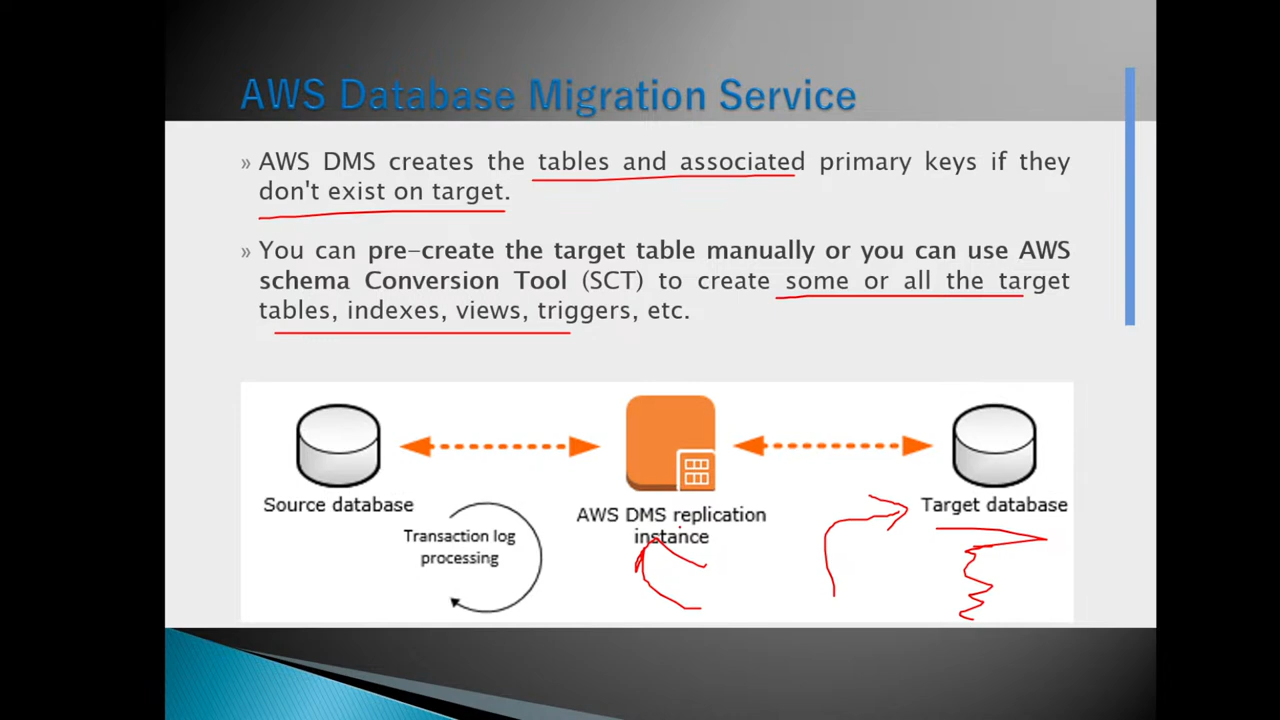 AWS Database Migration Service
» AWS DMS creates the tables and associated primary keys if they
don't exist on target.
» You can pre-create the target table manually or you can use AWS
schema Conversion Tool (SCT) to create some or all the target
tables, indexes, views, triggers, etc.
Source database
Transaction log
processing
AWS DMS replication
instance
Target database